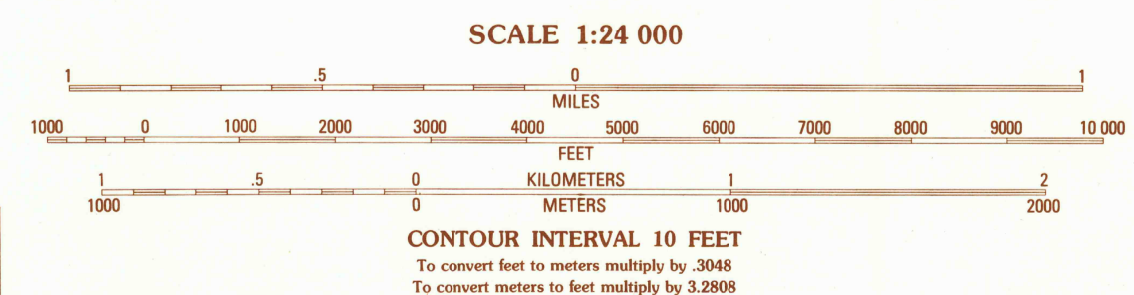 SCALE 1:24 000
1 .5 0 1
MILES
1000 0 1000 2000 3000 4000 5000 6000 7000 8000 9000 10 000
FEET
1 .5 0 KILOMETERS 1 2
1000 0 METERS 1000 2000
CONTOUR INTERVAL 10 FEET
To convert feet to meters multiply by .3048
To convert meters to feet multiply by 3.2808